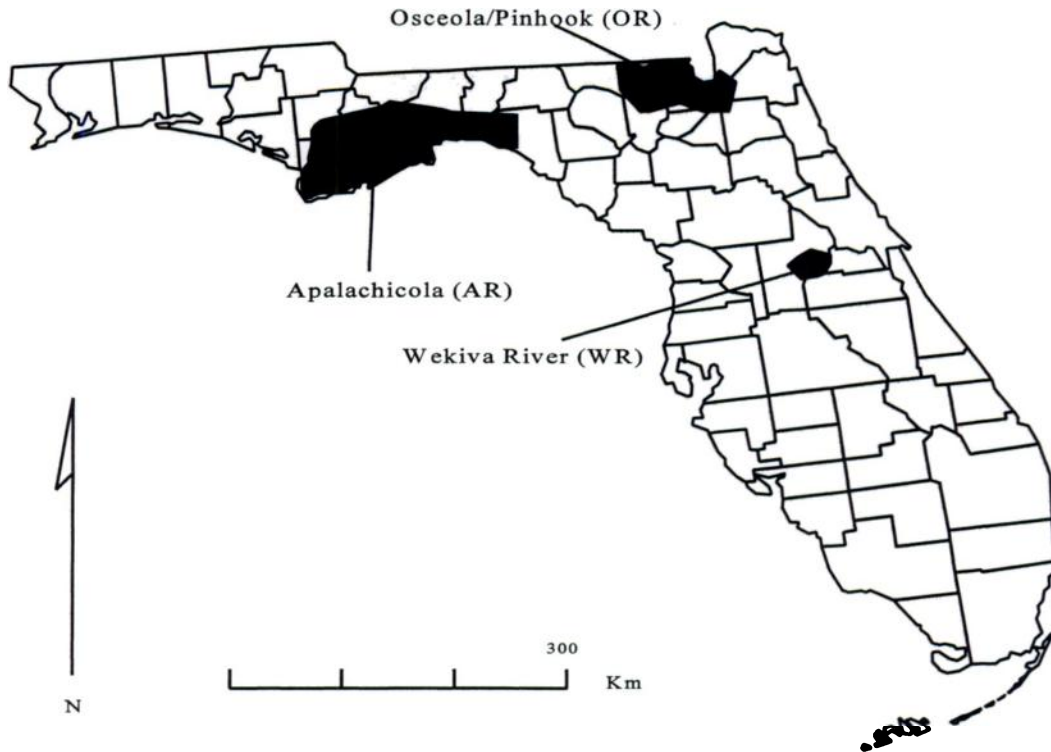 Osceola/Pinhook (OR)
Apalachicola (AR)
Wekiva River (WR)
300
Km
N